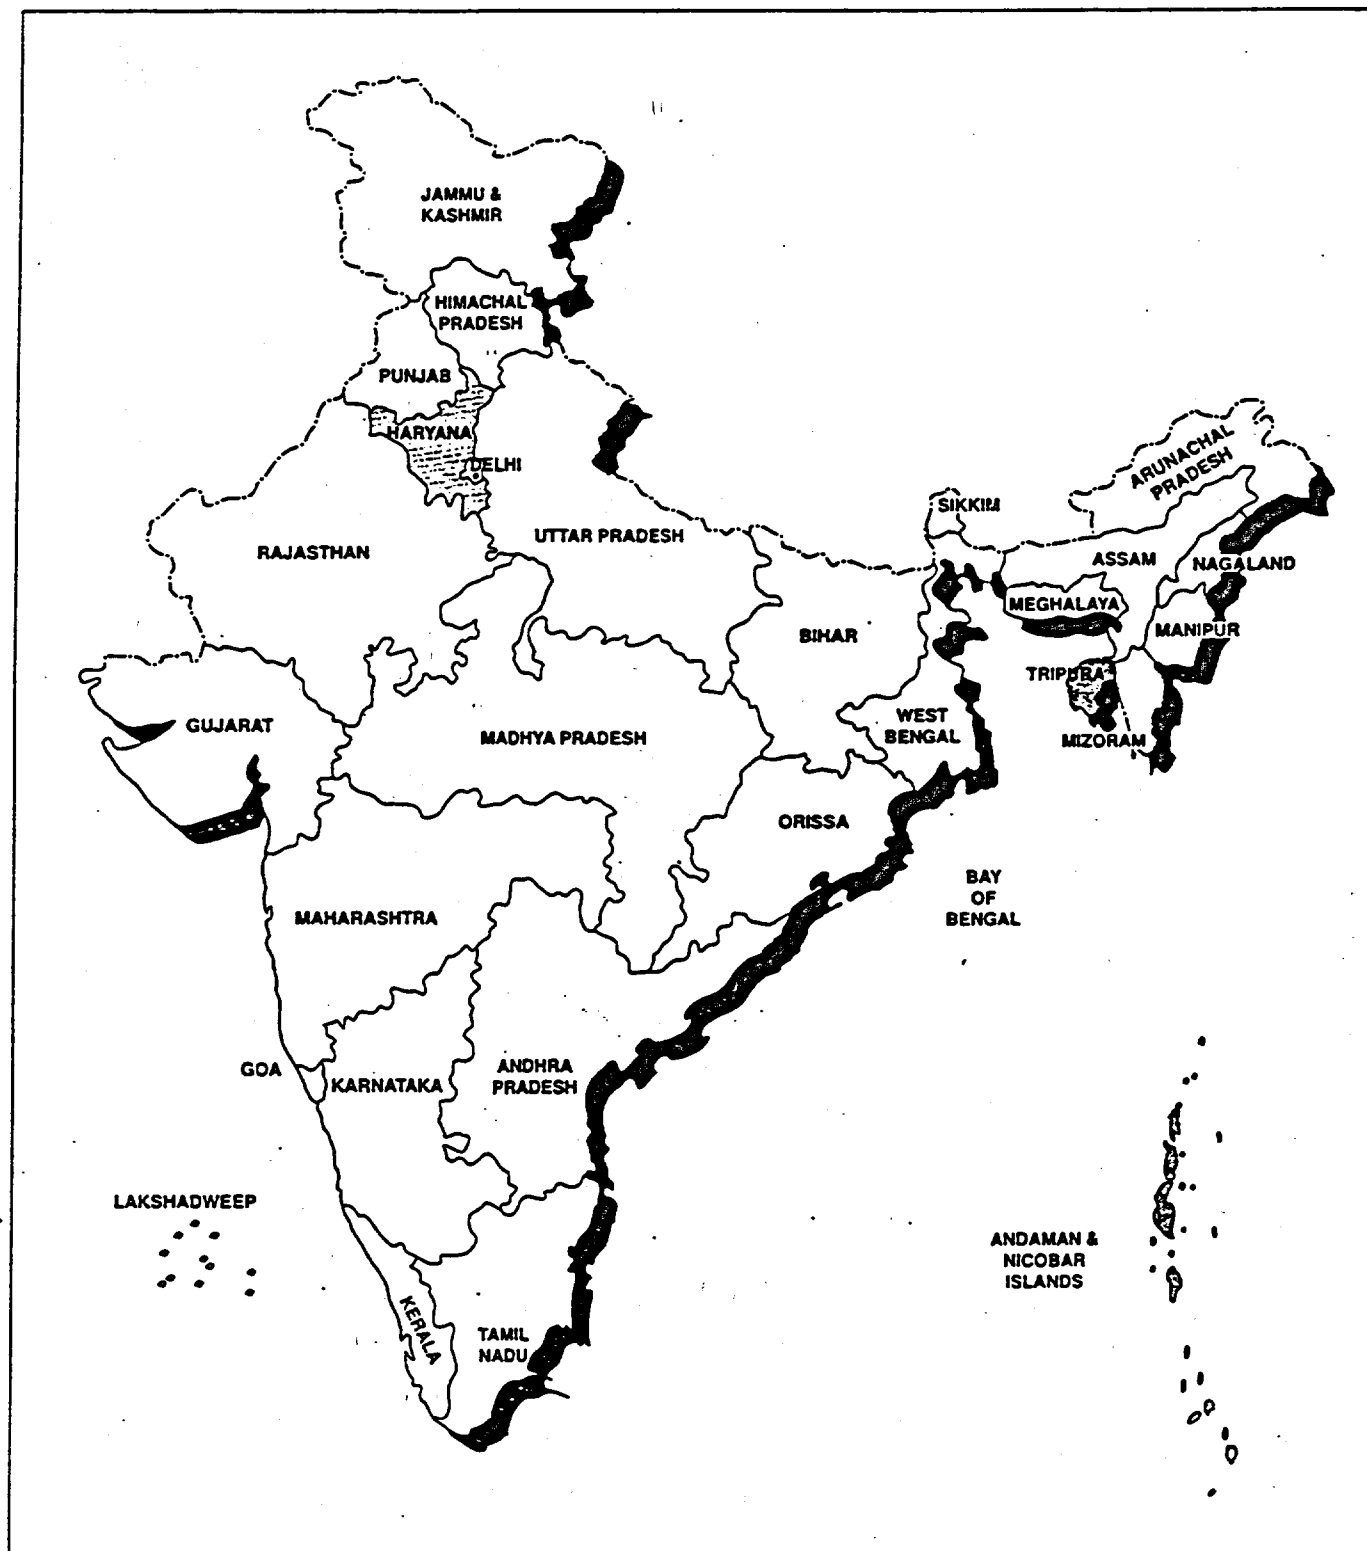 JAMMU &
KASHMIR
HIMACHAL
PRADESH
PUNJAB
HARYANA
DELHI
ARUNACHAL
PRADESH
SIKKIM
UTTAR PRADESH
RAJASTHAN
ASSAM
NAGALAND
MEGHALAYA
BIHAR
MANIPUR
TRIPURA
GUJARAT
WEST
BENGAL
MADHYA PRADESH
MIZORAM
ORISSA
BAY
OF
BENGAL
MAHARASHTRA
GOA
KARNATAKA
ANDHRA
PRADESH
LAKSHADWEEP
ANDAMAN &
NICOBAR
ISLANDS
KERALA
TAMIL
NADU